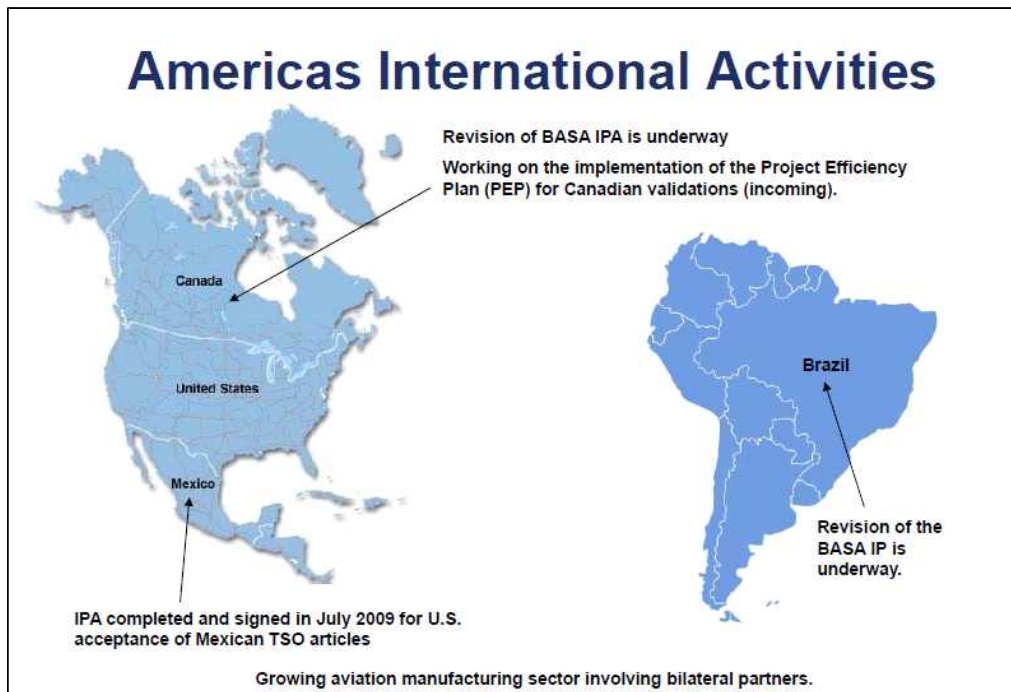 Americas International Activities
Revision of BASA IPA is underway
Working on the implementation of the Project Efficiency
Plan (PEP) for Canadian validations (incoming).
Canada
United States
Mexico
Brazil
Revision of the
BASA IP is
underway.
IPA completed and signed in July 2009 for U.S.
acceptance of Mexican TSO articles
Growing aviation manufacturing sector involving bilateral partners.